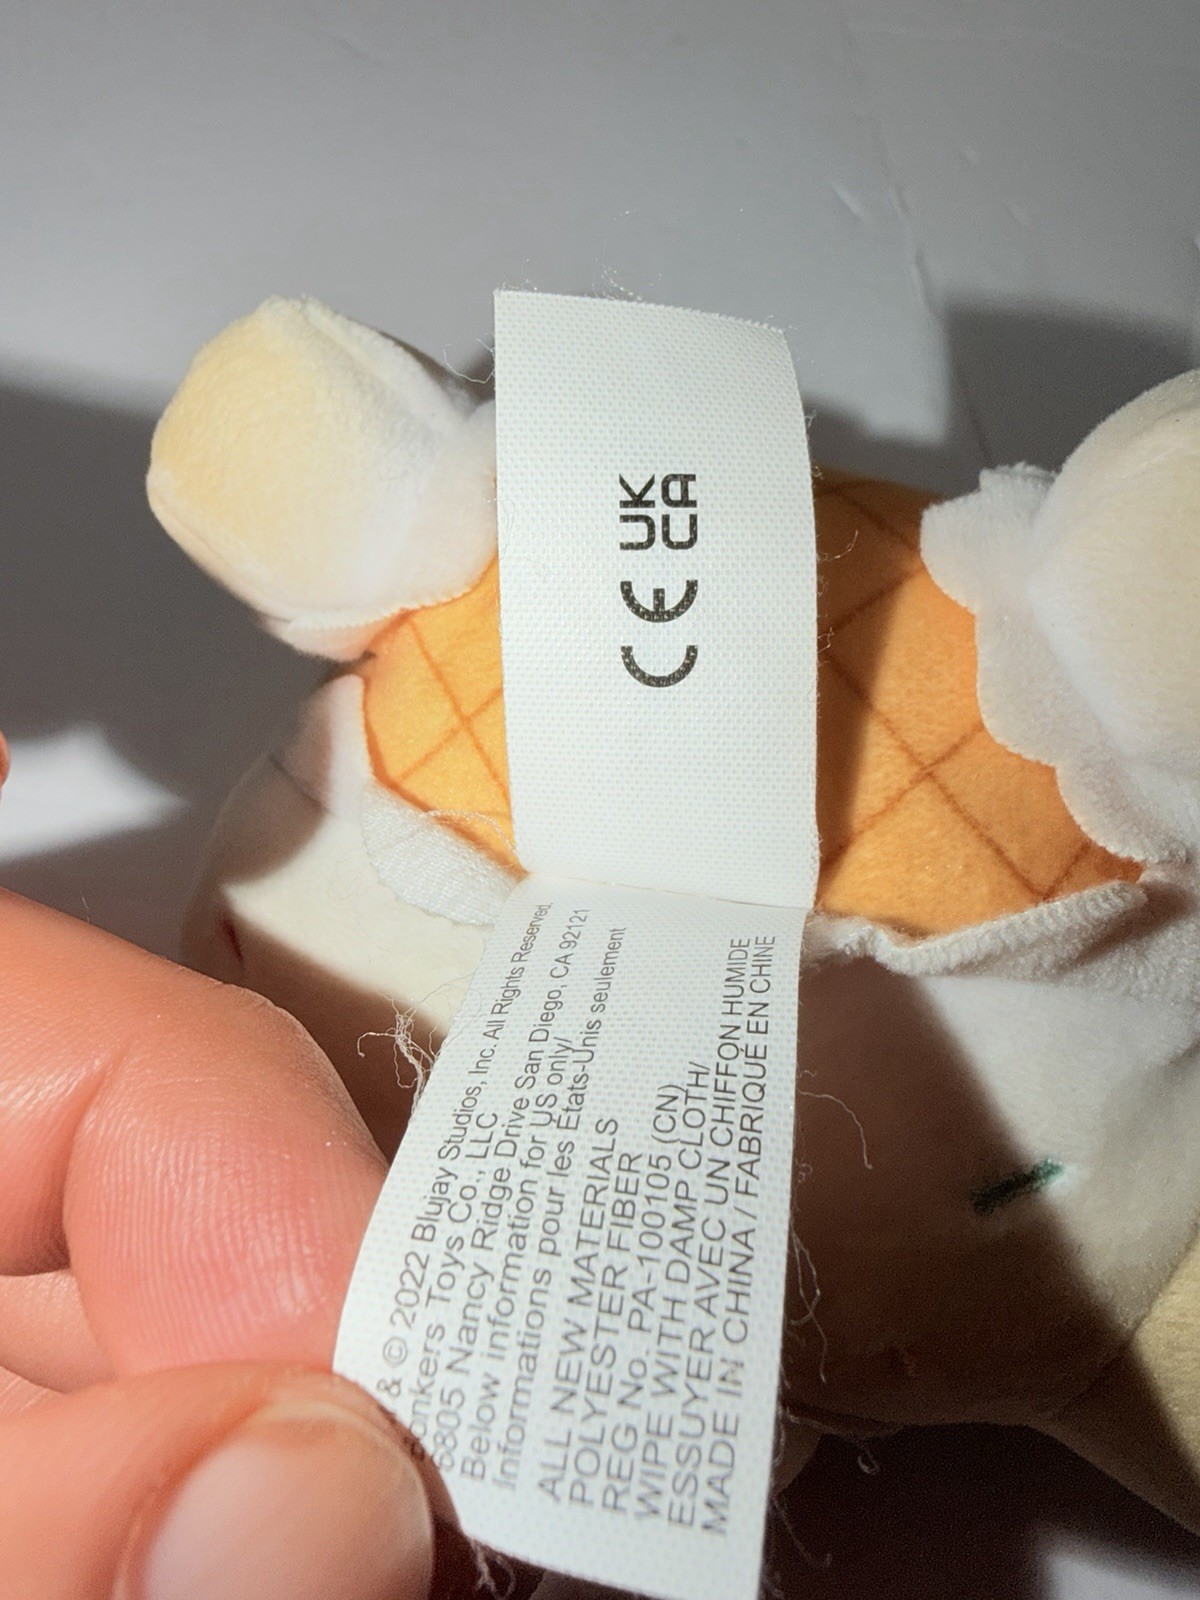 UK
CA
CE
& © 2022 Blujay Studios, Inc. All Rights Reserved.
onkers Toys Co., LLC
6805 Nancy Ridge Drive San Diego, CA 92121
Below information for US only/
Informations pour les États-Unis seulement
ALL NEW MATERIALS
POLYESTER FIBER
REG No. PA-100105 (CN)
WIPE WITH DAMP CLOTH/
ESSUYER AVEC UN CHIFFON HUMIDE
MADE IN CHINA / FABRIQUÉ EN CHINE